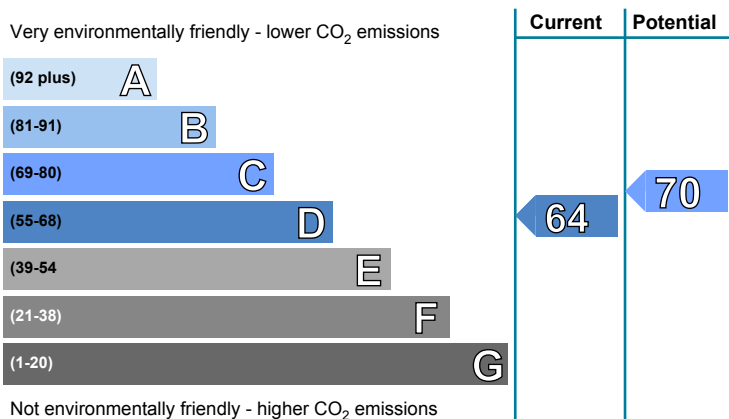 Very environmentally friendly - lower CO₂ emissions
Current
Potential
(92 plus) A
(81-91) B
(69-80) C
(55-68) D
(39-54 E
(21-38) F
(1-20) G
64
70
Not environmentally friendly - higher CO₂ emissions